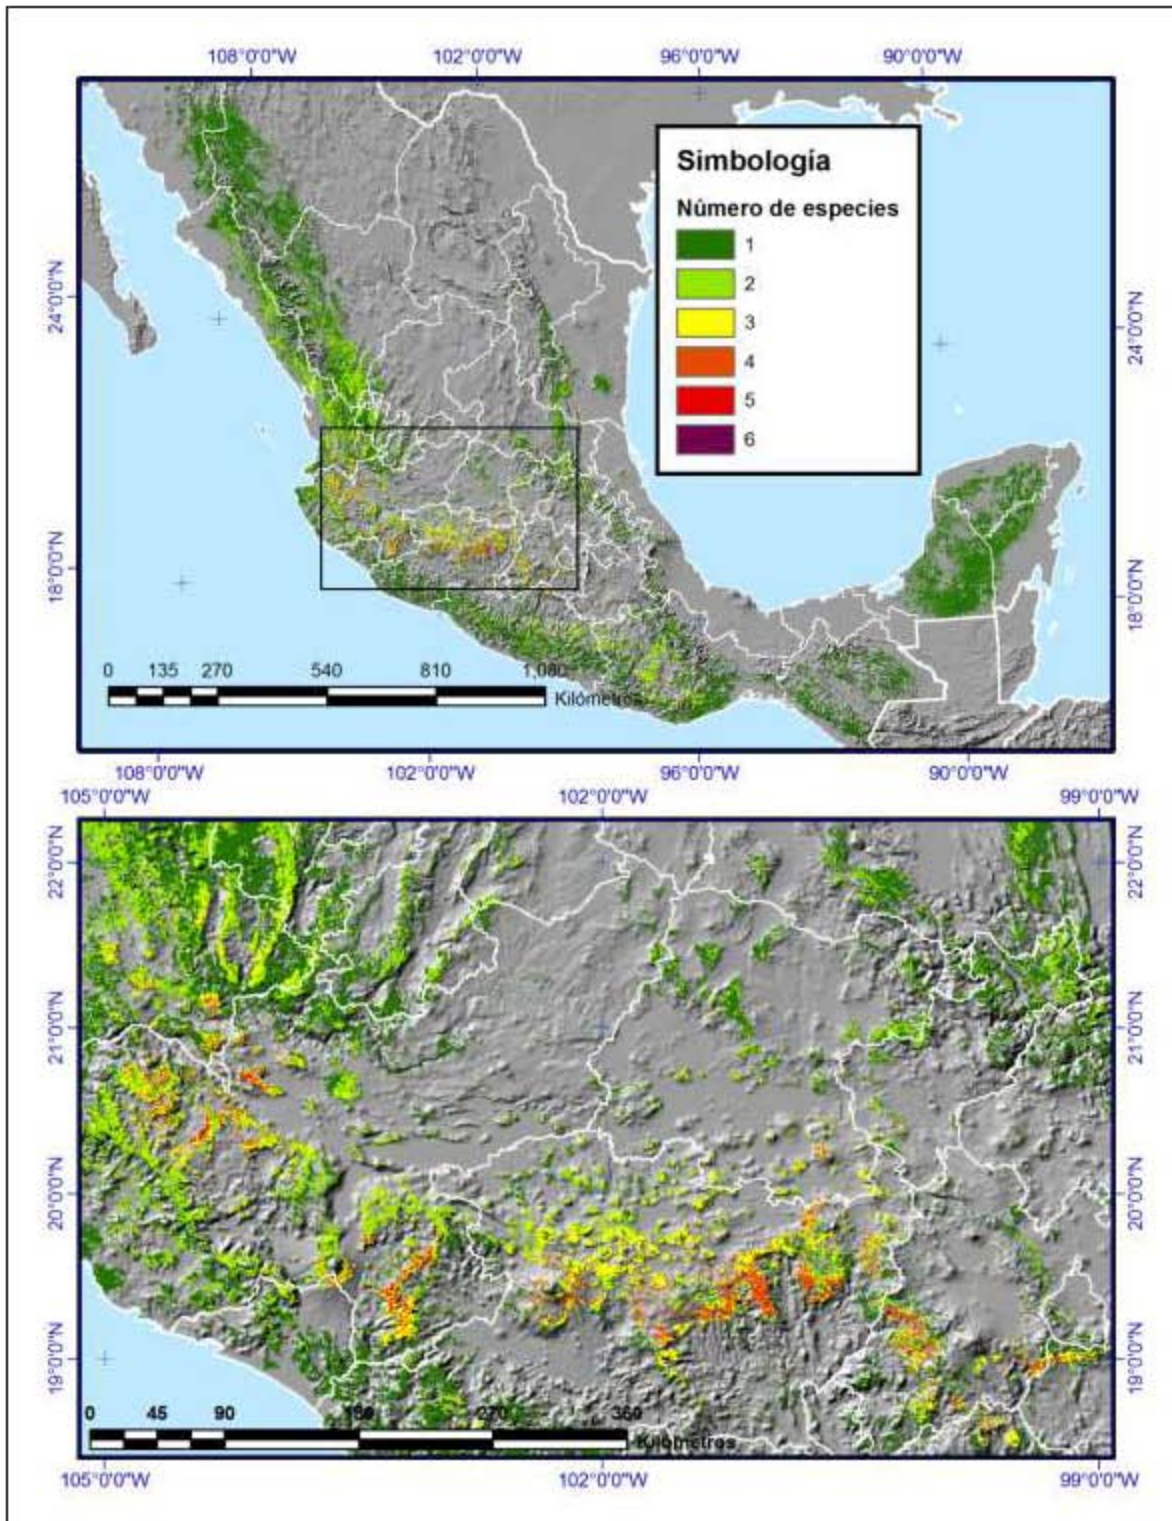 108°0'0"W 102°0'0"W 96°0'0"W 90°0'0"W
Simbología
Número de especies
1
2
3
4
5
6
24°0'0"N
24°0'0"N
18°0'0"N
18°0'0"N
0 135 270 540 810 1,080
Kilómetros
108°0'0"W 102°0'0"W 96°0'0"W 90°0'0"W
105°0'0"W 102°0'0"W 99°0'0"W
22°0'0"N
22°0'0"N
21°0'0"N
21°0'0"N
20°0'0"N
20°0'0"N
19°0'0"N
19°0'0"N
0 45 90 180 270 360
Kilómetros
105°0'0"W 102°0'0"W 99°0'0"W